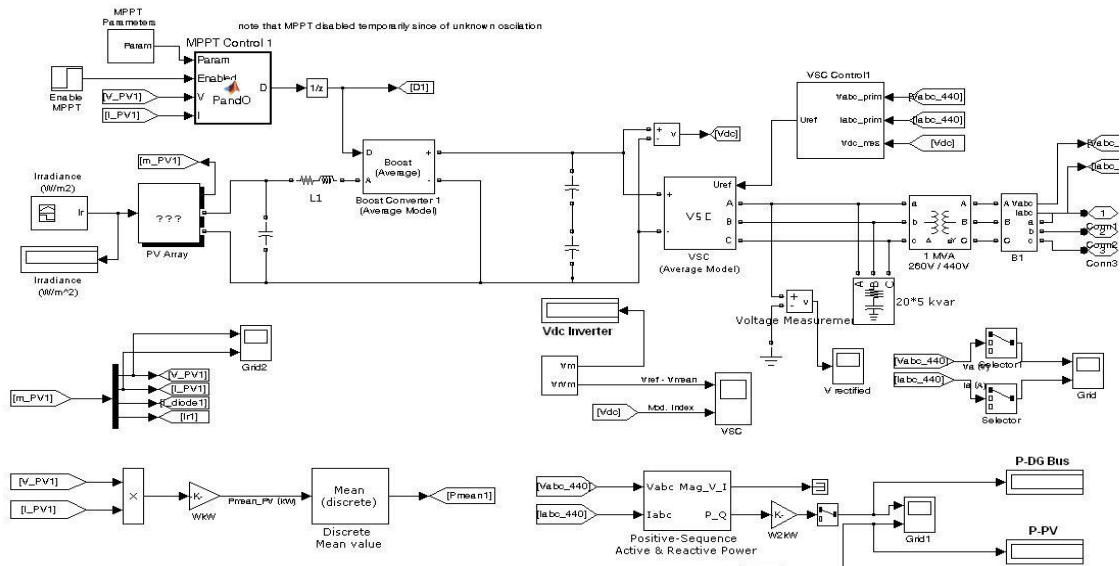 MPPT
Parameters
note that MPPT disabled temporarily since of unknown oscilation
MPPT Control 1
Param
Param
Enabled
PandO
D
V
I
Enable
MPPT
[V_PV1]
[I_PV1]
1/z
[D1]
VSC Control1
Vabc_prim
[Vabc_440]
Uref
Iabc_prim
[Iabc_440]
Vdc_mes
[Vdc]
+
-
v
[Vdc]
[m_PV1]
D
+
Boost
(Average)
A
-
Boost Converter 1
(Average Model)
L1
Irradiance
(W/m2)
Ir
???
PV Array
Irradiance
(W/m^2)
Uref
+
A
VSC
B
-
C
VSC
(Average Model)
a
A
b
B
c
C
Δ
1 MVA
260V / 440V
A
Vabc
Iabc
B
a
b
C
c
B1
[Vabc_
[Iabc_
1
Conn1
2
Conn2
3
Conn3
A
B
C
20*5 kvar
+
-
v
Voltage Measuremen
V rectified
Vdc Inverter
Vm
Vref - Vmean
[Vdc]
Mod. Index
VSC
[Vabc_440]
Selector1
Va (V)
[Iabc_440]
Ia (A)
Selector
Grid
Grid2
[m_PV1]
[V_PV1]
[I_PV1]
[I_diode1]
[Ir1]
[V_PV1]
[I_PV1]
X
-K-
WkW
Pmean_PV (kW)
Mean
(discrete)
[Pmean1]
Discrete
Mean value
[Vabc_440]
Vabc
Mag_V_I
[Iabc_440]
Iabc
P_Q
Positive-Sequence
Active & Reactive Power
-K-
W2kW
Grid1
P-DG Bus
P-PV